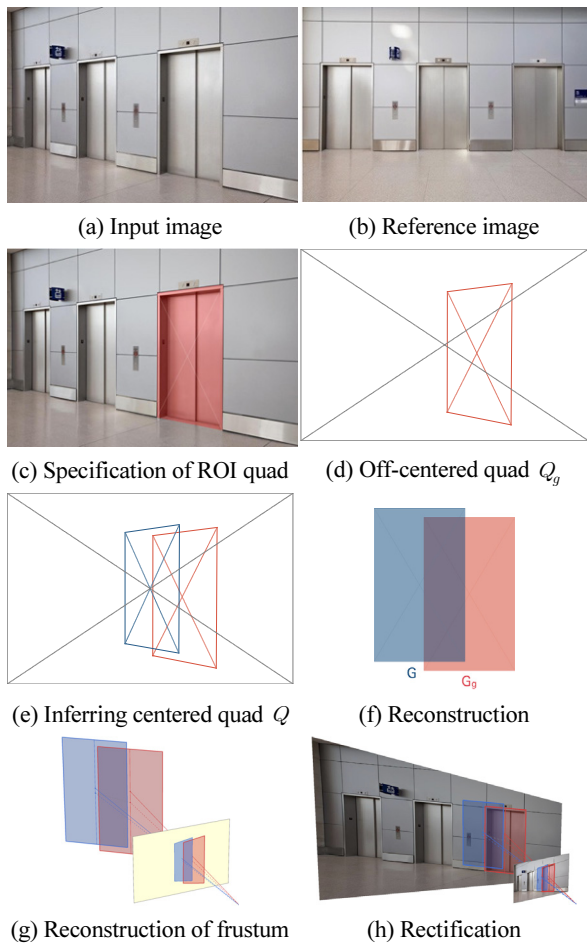 (a) Input image
(b) Reference image
(c) Specification of ROI quad
(d) Off-centered quad Q_g
(e) Inferring centered quad Q
G
G_g
(f) Reconstruction
(g) Reconstruction of frustum
(h) Rectification